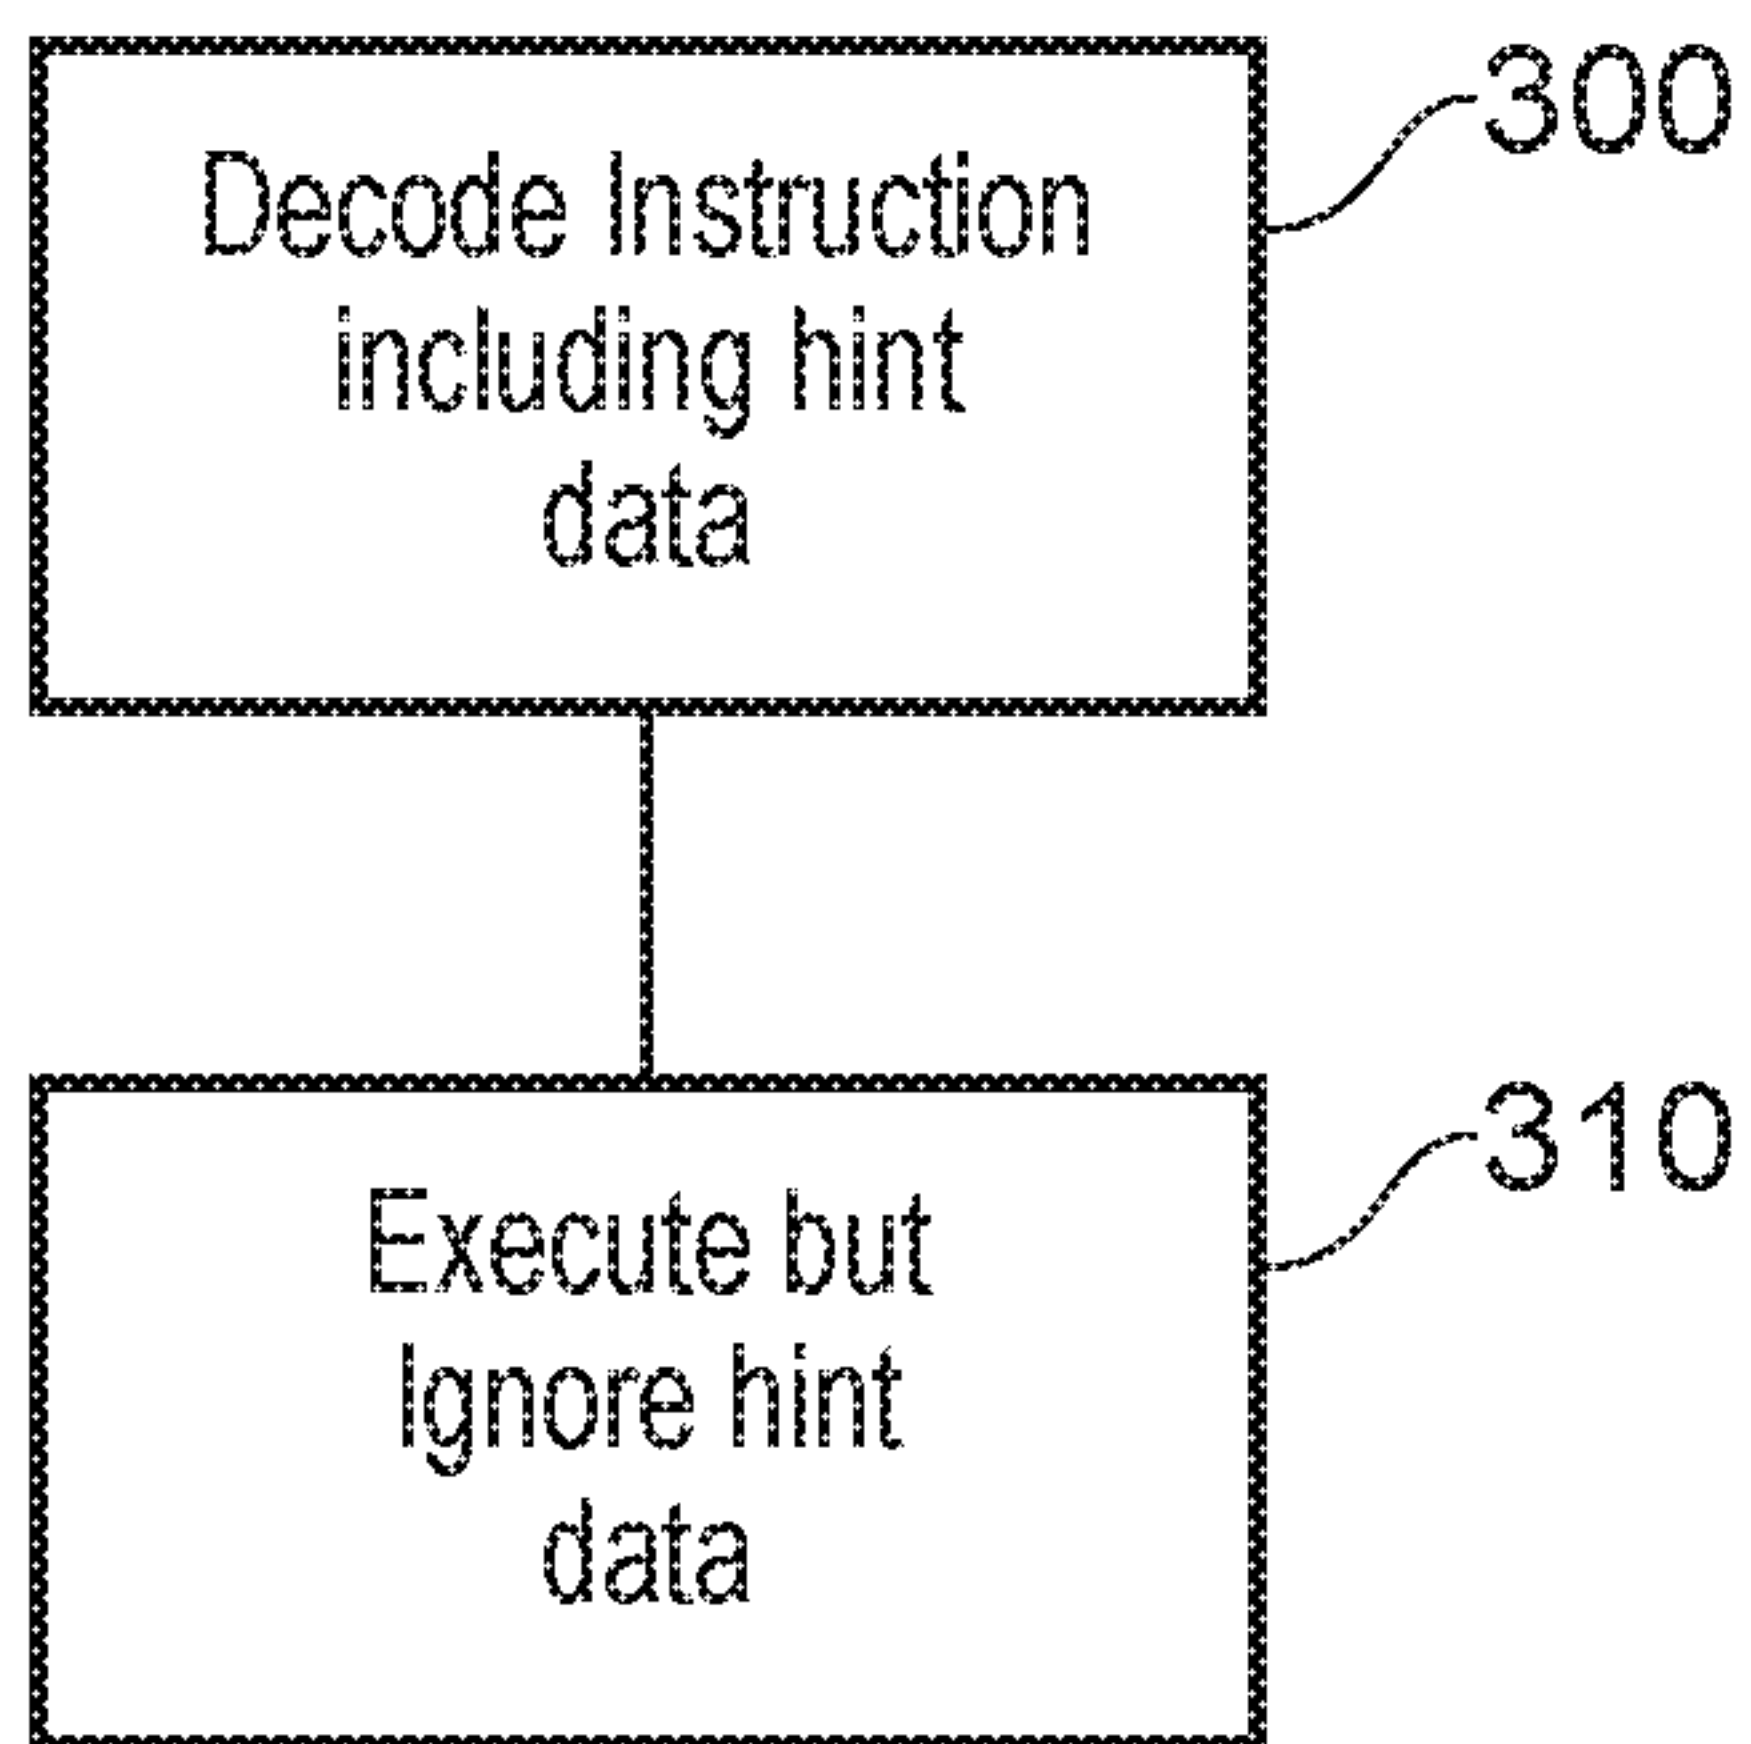 300
Decode Instruction
including hint
data
310
Execute but
Ignore hint
data